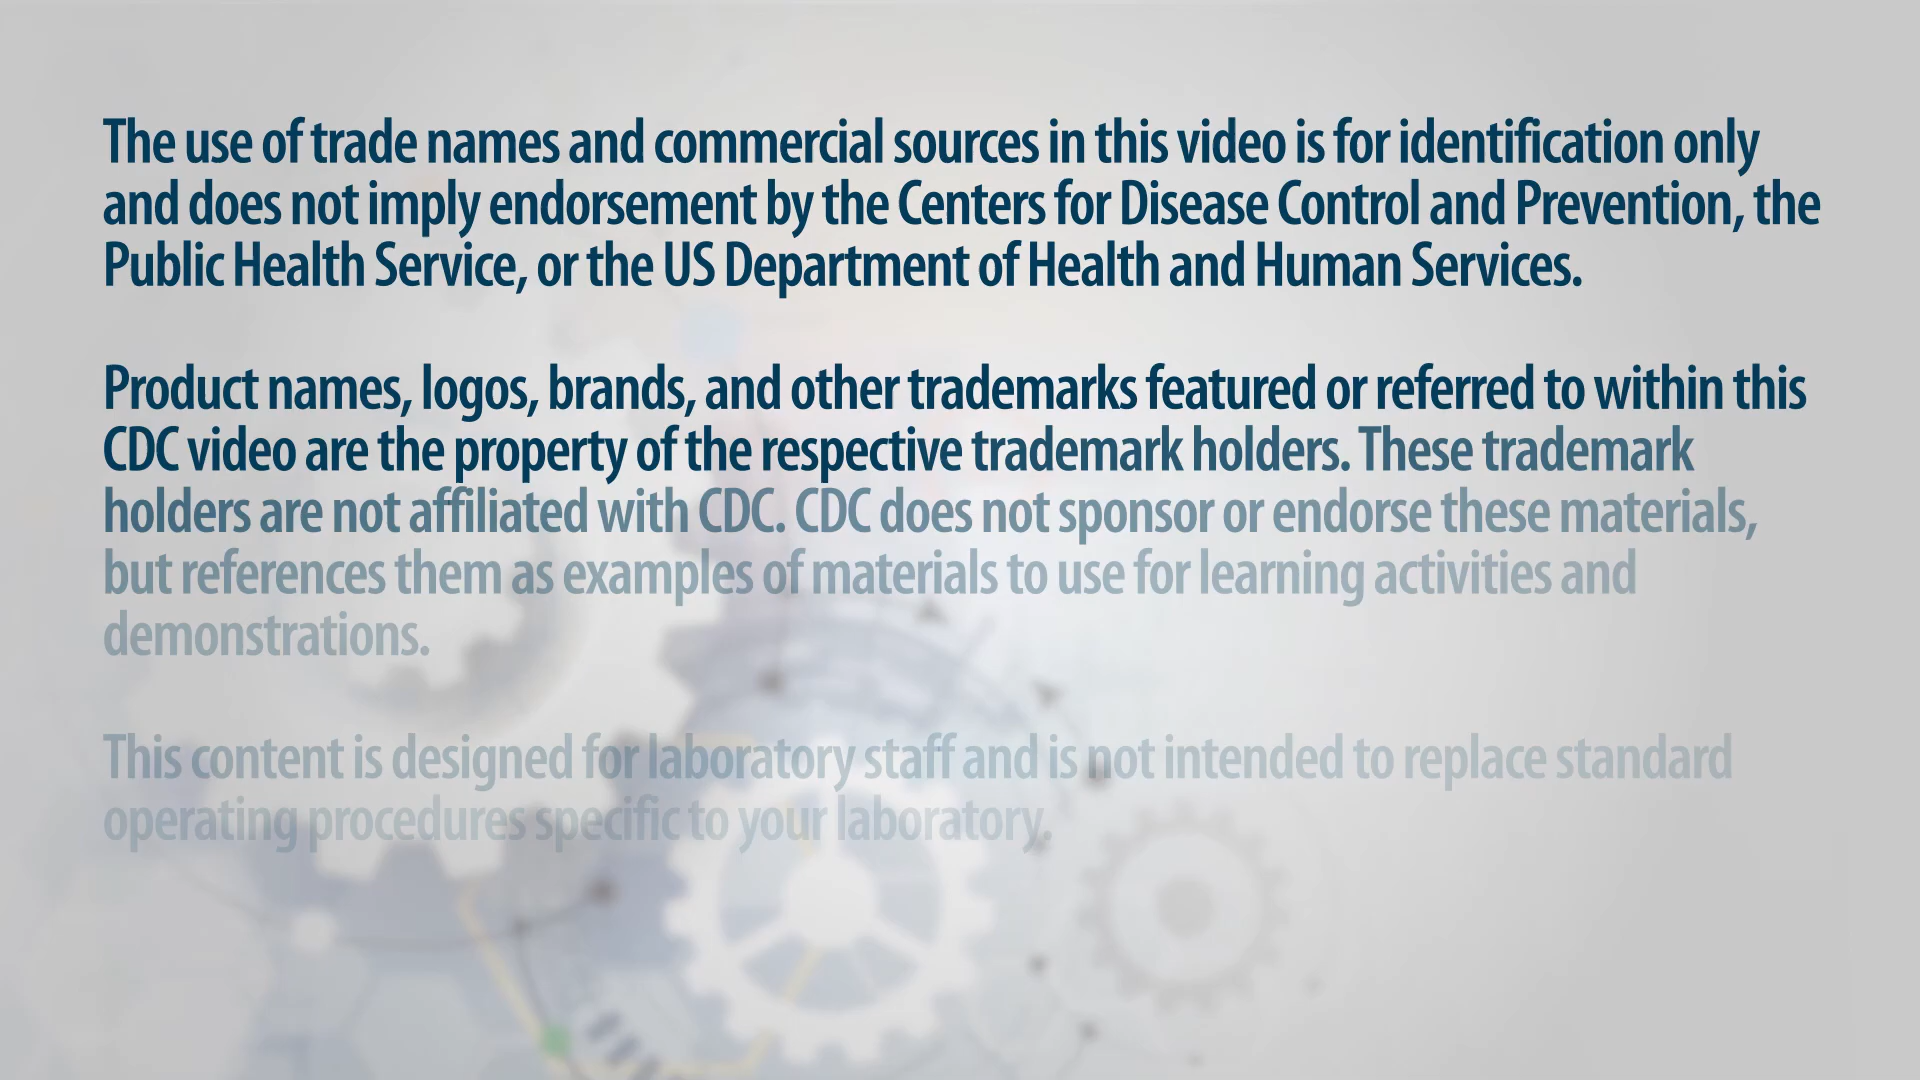 The use of trade names and commercial sources in this video is for identification only
and does not imply endorsement by the Centers for Disease Control and Prevention, the
Public Health Service, or the US Department of Health and Human Services.
Product names, logos, brands, and other trademarks featured or referred to within this
CDC video are the property of the respective trademark holders. These trademark
holders are not affiliated with CDC. CDC does not sponsor or endorse these materials,
but references them as examples of materials to use for learning activities and
demonstrations.
This content is designed for laboratory staff and is not intended to replace standard
operating procedures specific to your laboratory.